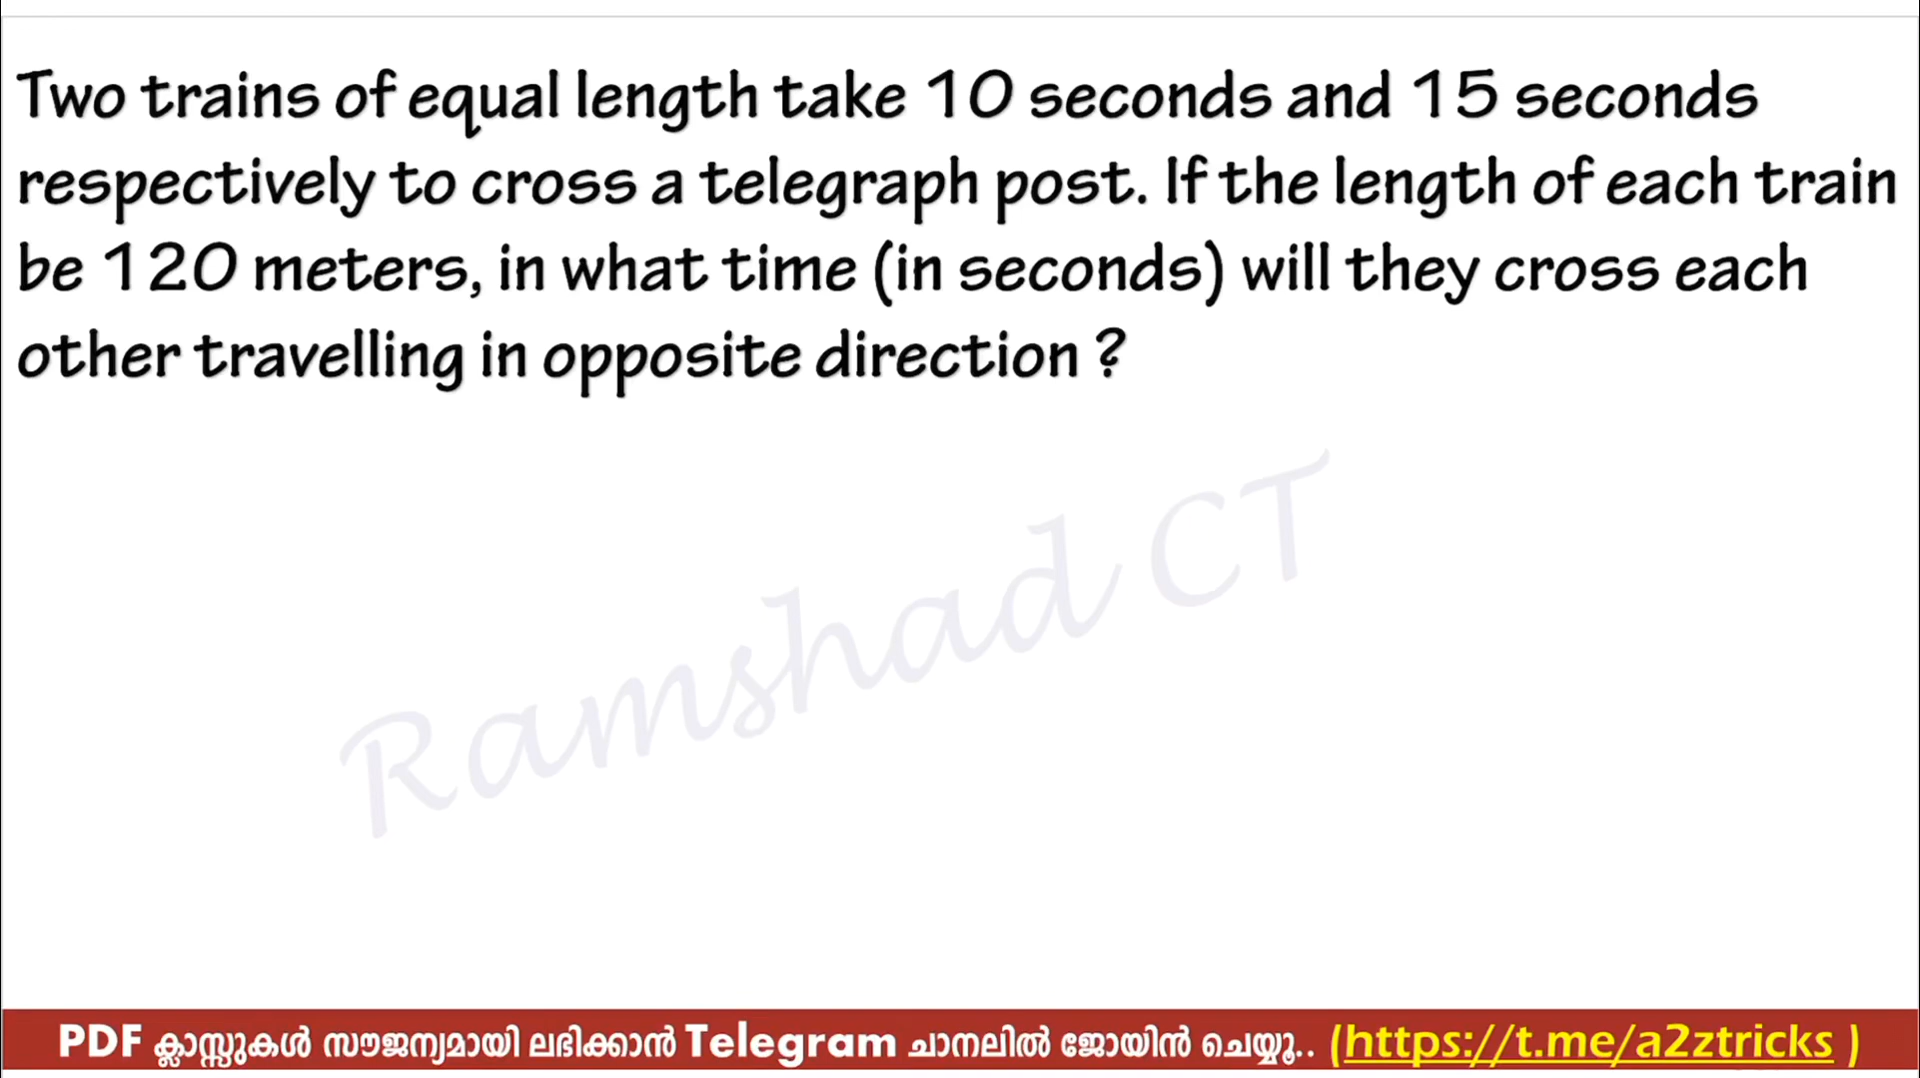 Two trains of equal length take 10 seconds and 15 seconds
respectively to cross a telegraph post. If the length of each train
be 120 meters, in what time (in seconds) will they cross each
other travelling in opposite direction ?
Ramshad CT
PDF ക്ലാസ്സുകൾ സൗജന്യമായി ലഭിക്കാൻ Telegram ചാനലിൽ ജോയിൻ ചെയ്യൂ.. (https://t.me/a2ztricks )